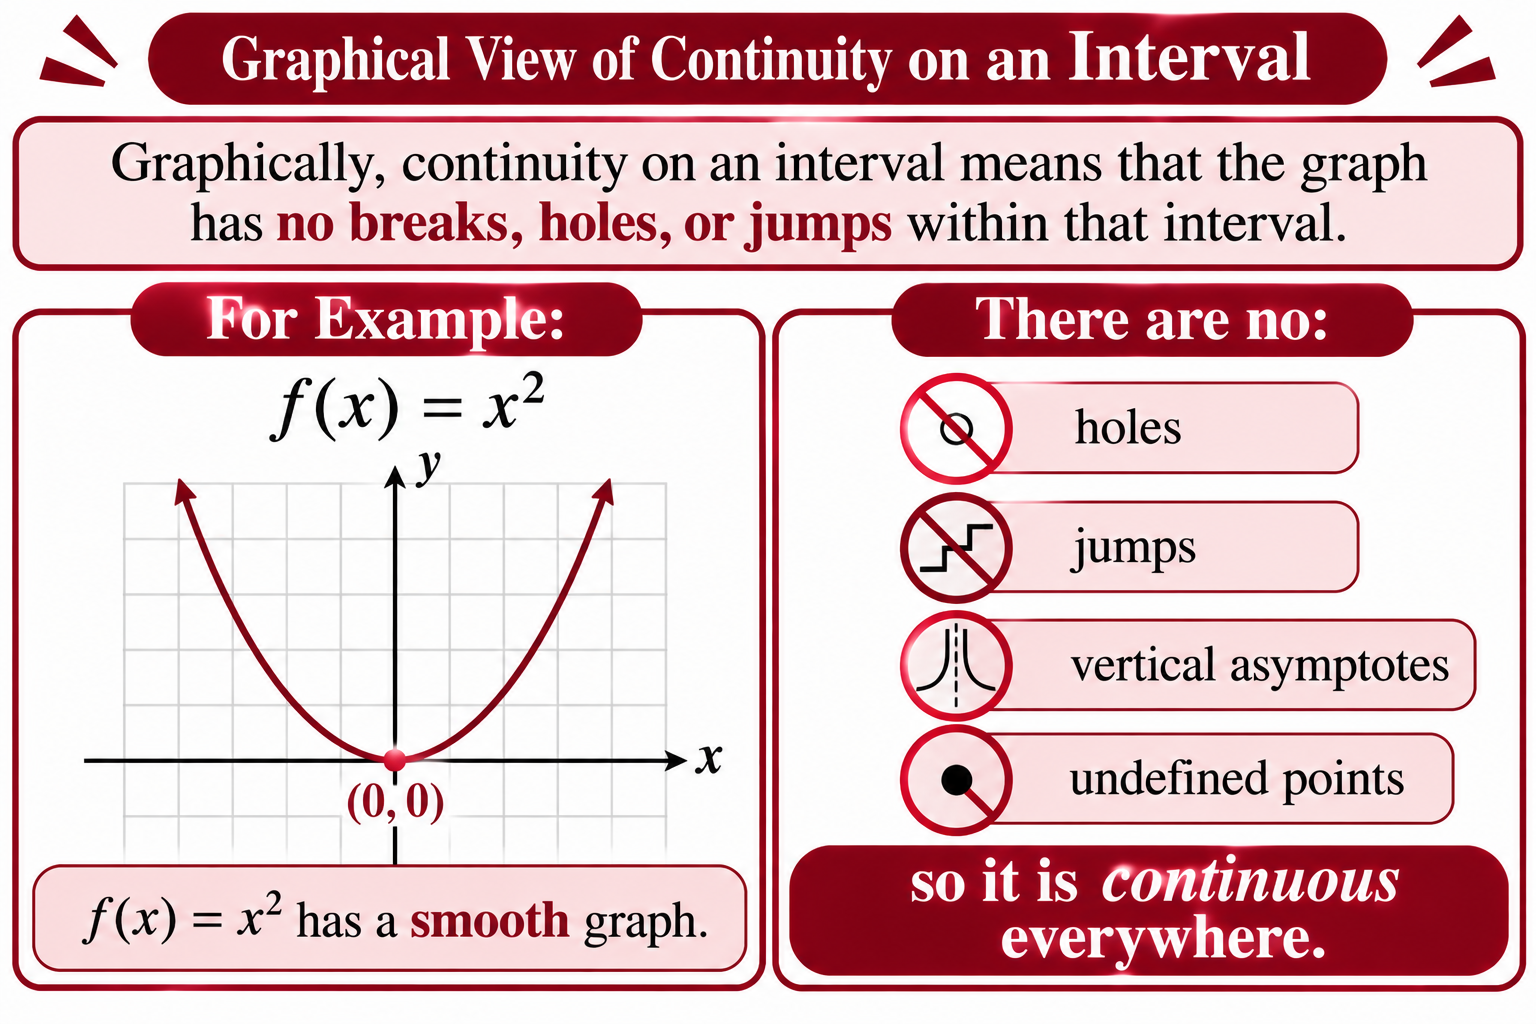 Graphical View of Continuity on an Interval
Graphically, continuity on an interval means that the graph
has no breaks, holes, or jumps within that interval.
For Example:
f(x) = x²
y
x
(0, 0)
f(x) = x² has a smooth graph.
There are no:
holes
jumps
vertical asymptotes
undefined points
so it is continuous
everywhere.